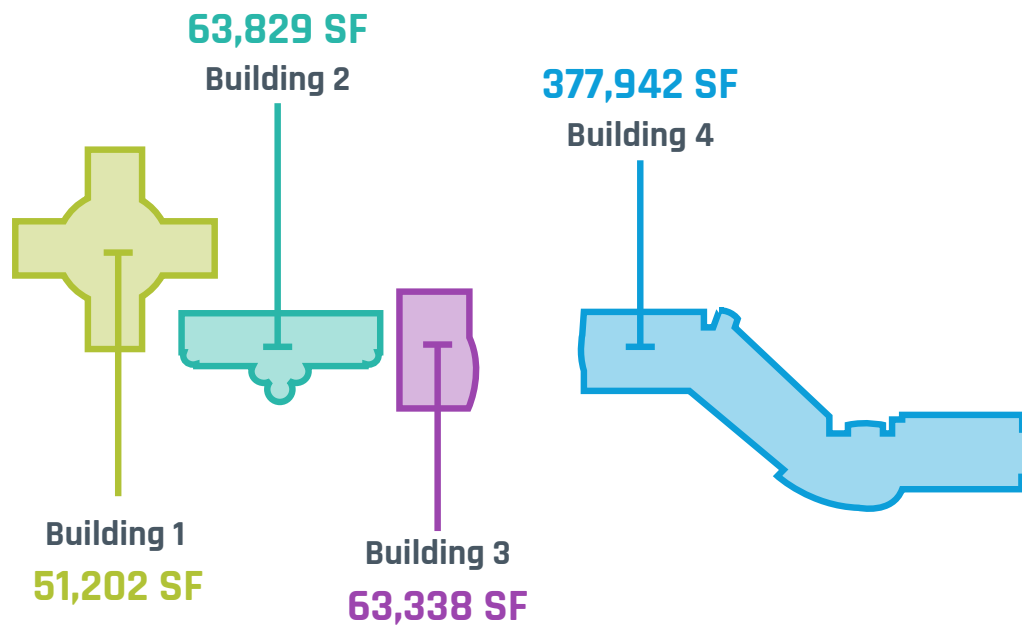 63,829 SF
Building 2
377,942 SF
Building 4
Building 1
51,202 SF
Building 3
63,338 SF